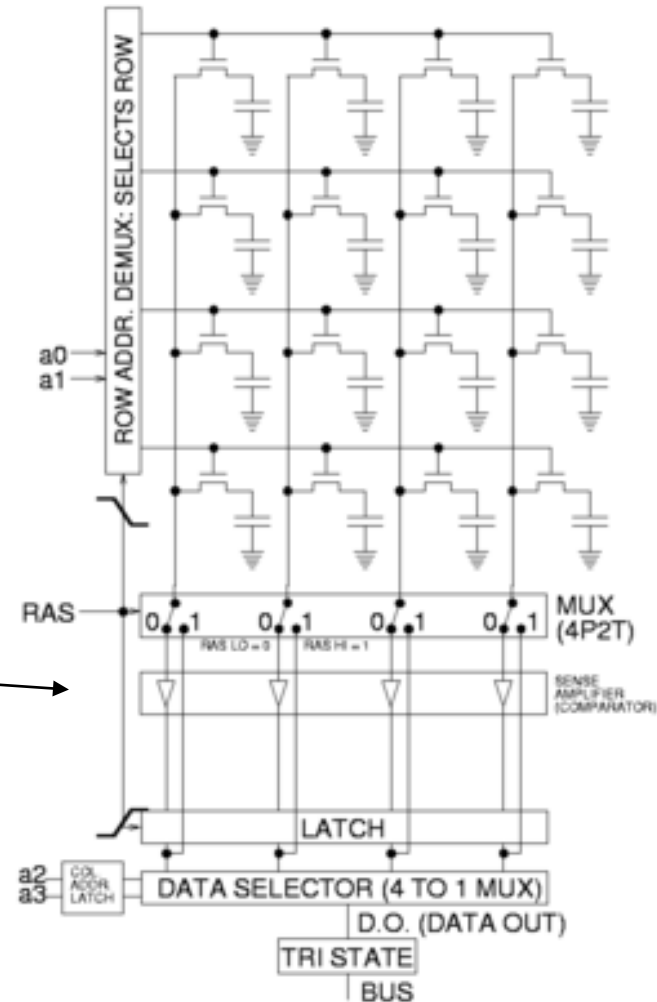 ROW ADDR. DEMUX: SELECTS ROW
a0
a1
RAS
0 1 0 1 0 1 0 1
MUX
(4P2T)
RAS LO = 0 RAS HI = 1
SENSE
AMPLIFIER
(COMPARATOR)
LATCH
a2
a3
COL.
ADDR.
LATCH
DATA SELECTOR (4 TO 1 MUX)
D.O. (DATA OUT)
TRI STATE
BUS